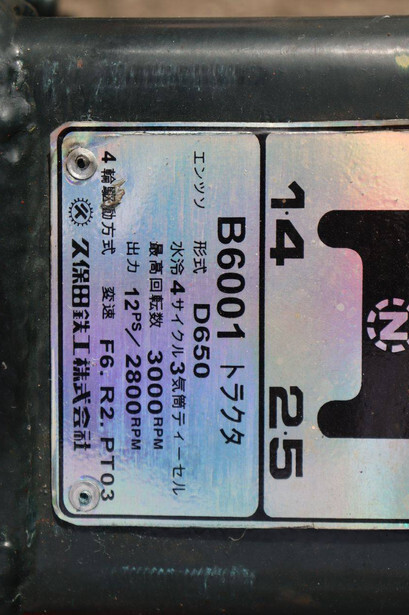 1·4 N 2·5
B6001 トラクタ
エンジン 形式 D650
水冷4サイクル3気筒ディーゼル
最高回転数 3000RPM
出力 12PS/2800RPM
4輪駆動方式 変速 F6.R2.PTO3
久保田鉄工株式会社